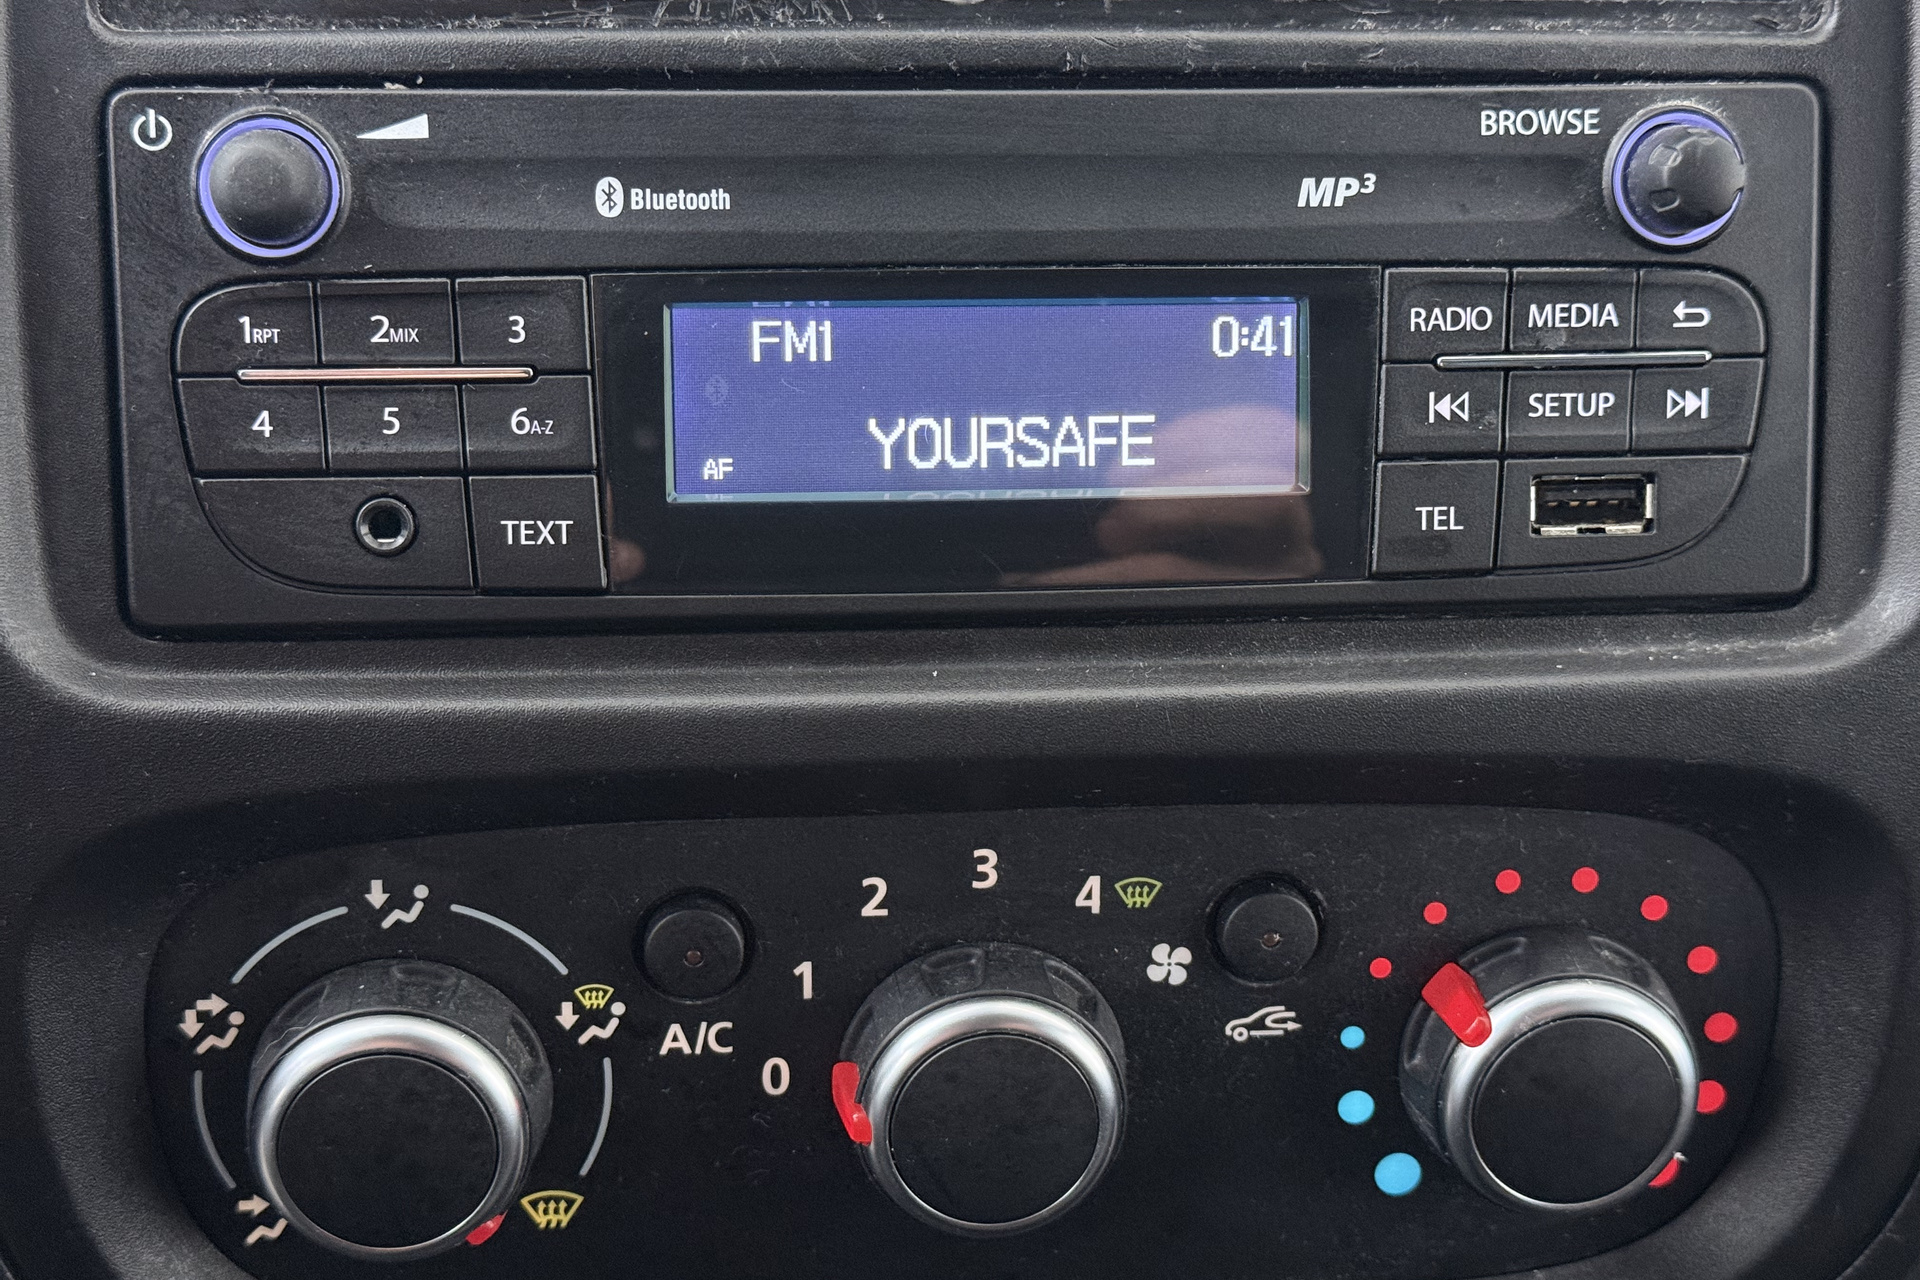 BROWSE
Bluetooth
MP3
1RPT 2MIX 3
4 5 6A-Z
TEXT
FM1 0:41
YOURSAFE
AF
RADIO MEDIA
SETUP
TEL
0 1 2 3 4
A/C